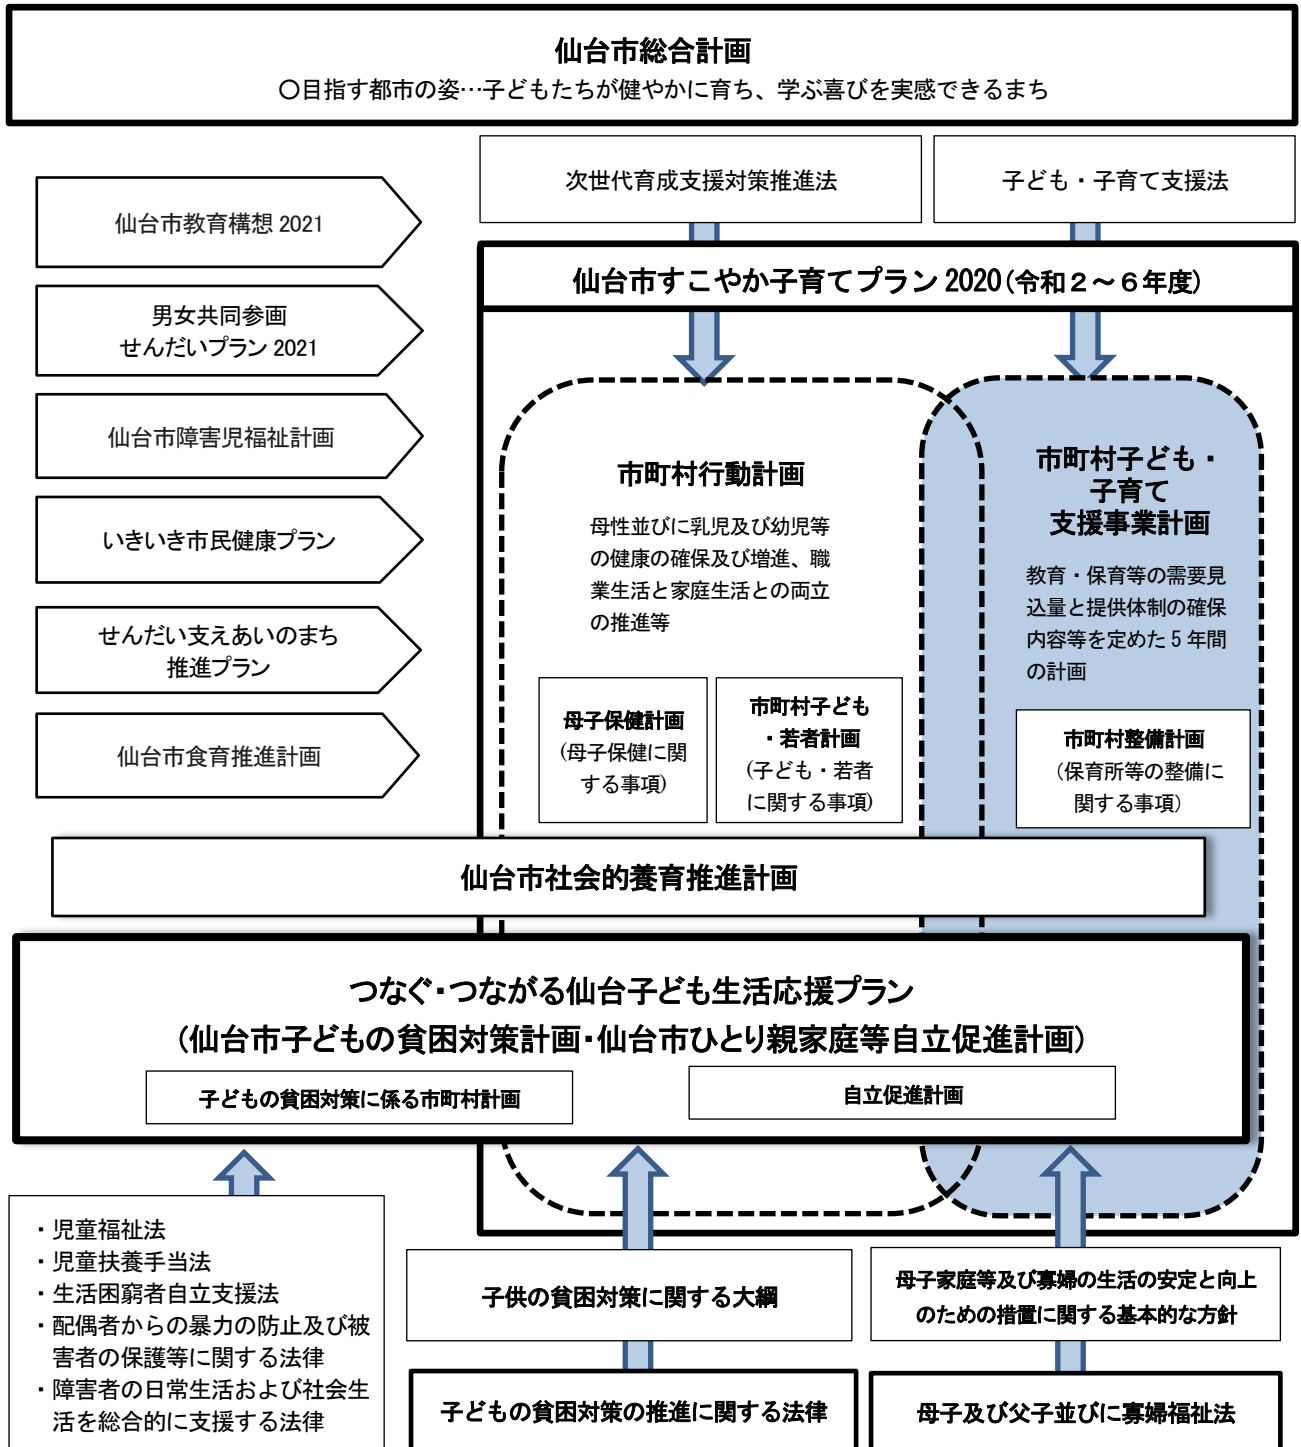 仙台市総合計画
○目指す都市の姿…子どもたちが健やかに育ち、学ぶ喜びを実感できるまち
次世代育成支援対策推進法
子ども・子育て支援法
仙台市教育構想 2021
男女共同参画
せんだいプラン 2021
仙台市障害児福祉計画
いきいき市民健康プラン
せんだい支えあいのまち
推進プラン
仙台市食育推進計画
仙台市すこやか子育てプラン 2020(令和２～６年度)
市町村行動計画
母性並びに乳児及び幼児等
の健康の確保及び増進、職
業生活と家庭生活との両立
の推進等
母子保健計画
(母子保健に関
する事項)
市町村子ども
・若者計画
(子ども・若者
に関する事項)
市町村子ども・
子育て
支援事業計画
教育・保育等の需要見
込量と提供体制の確保
内容等を定めた 5 年間
の計画
市町村整備計画
（保育所等の整備に
関する事項）
仙台市社会的養育推進計画
つなぐ・つながる仙台子ども生活応援プラン
(仙台市子どもの貧困対策計画・仙台市ひとり親家庭等自立促進計画)
子どもの貧困対策に係る市町村計画
自立促進計画
・児童福祉法
・児童扶養手当法
・生活困窮者自立支援法
・配偶者からの暴力の防止及び被
害者の保護等に関する法律
・障害者の日常生活および社会生
活を総合的に支援する法律
子供の貧困対策に関する大綱
子どもの貧困対策の推進に関する法律
母子家庭等及び寡婦の生活の安定と向上
のための措置に関する基本的な方針
母子及び父子並びに寡婦福祉法